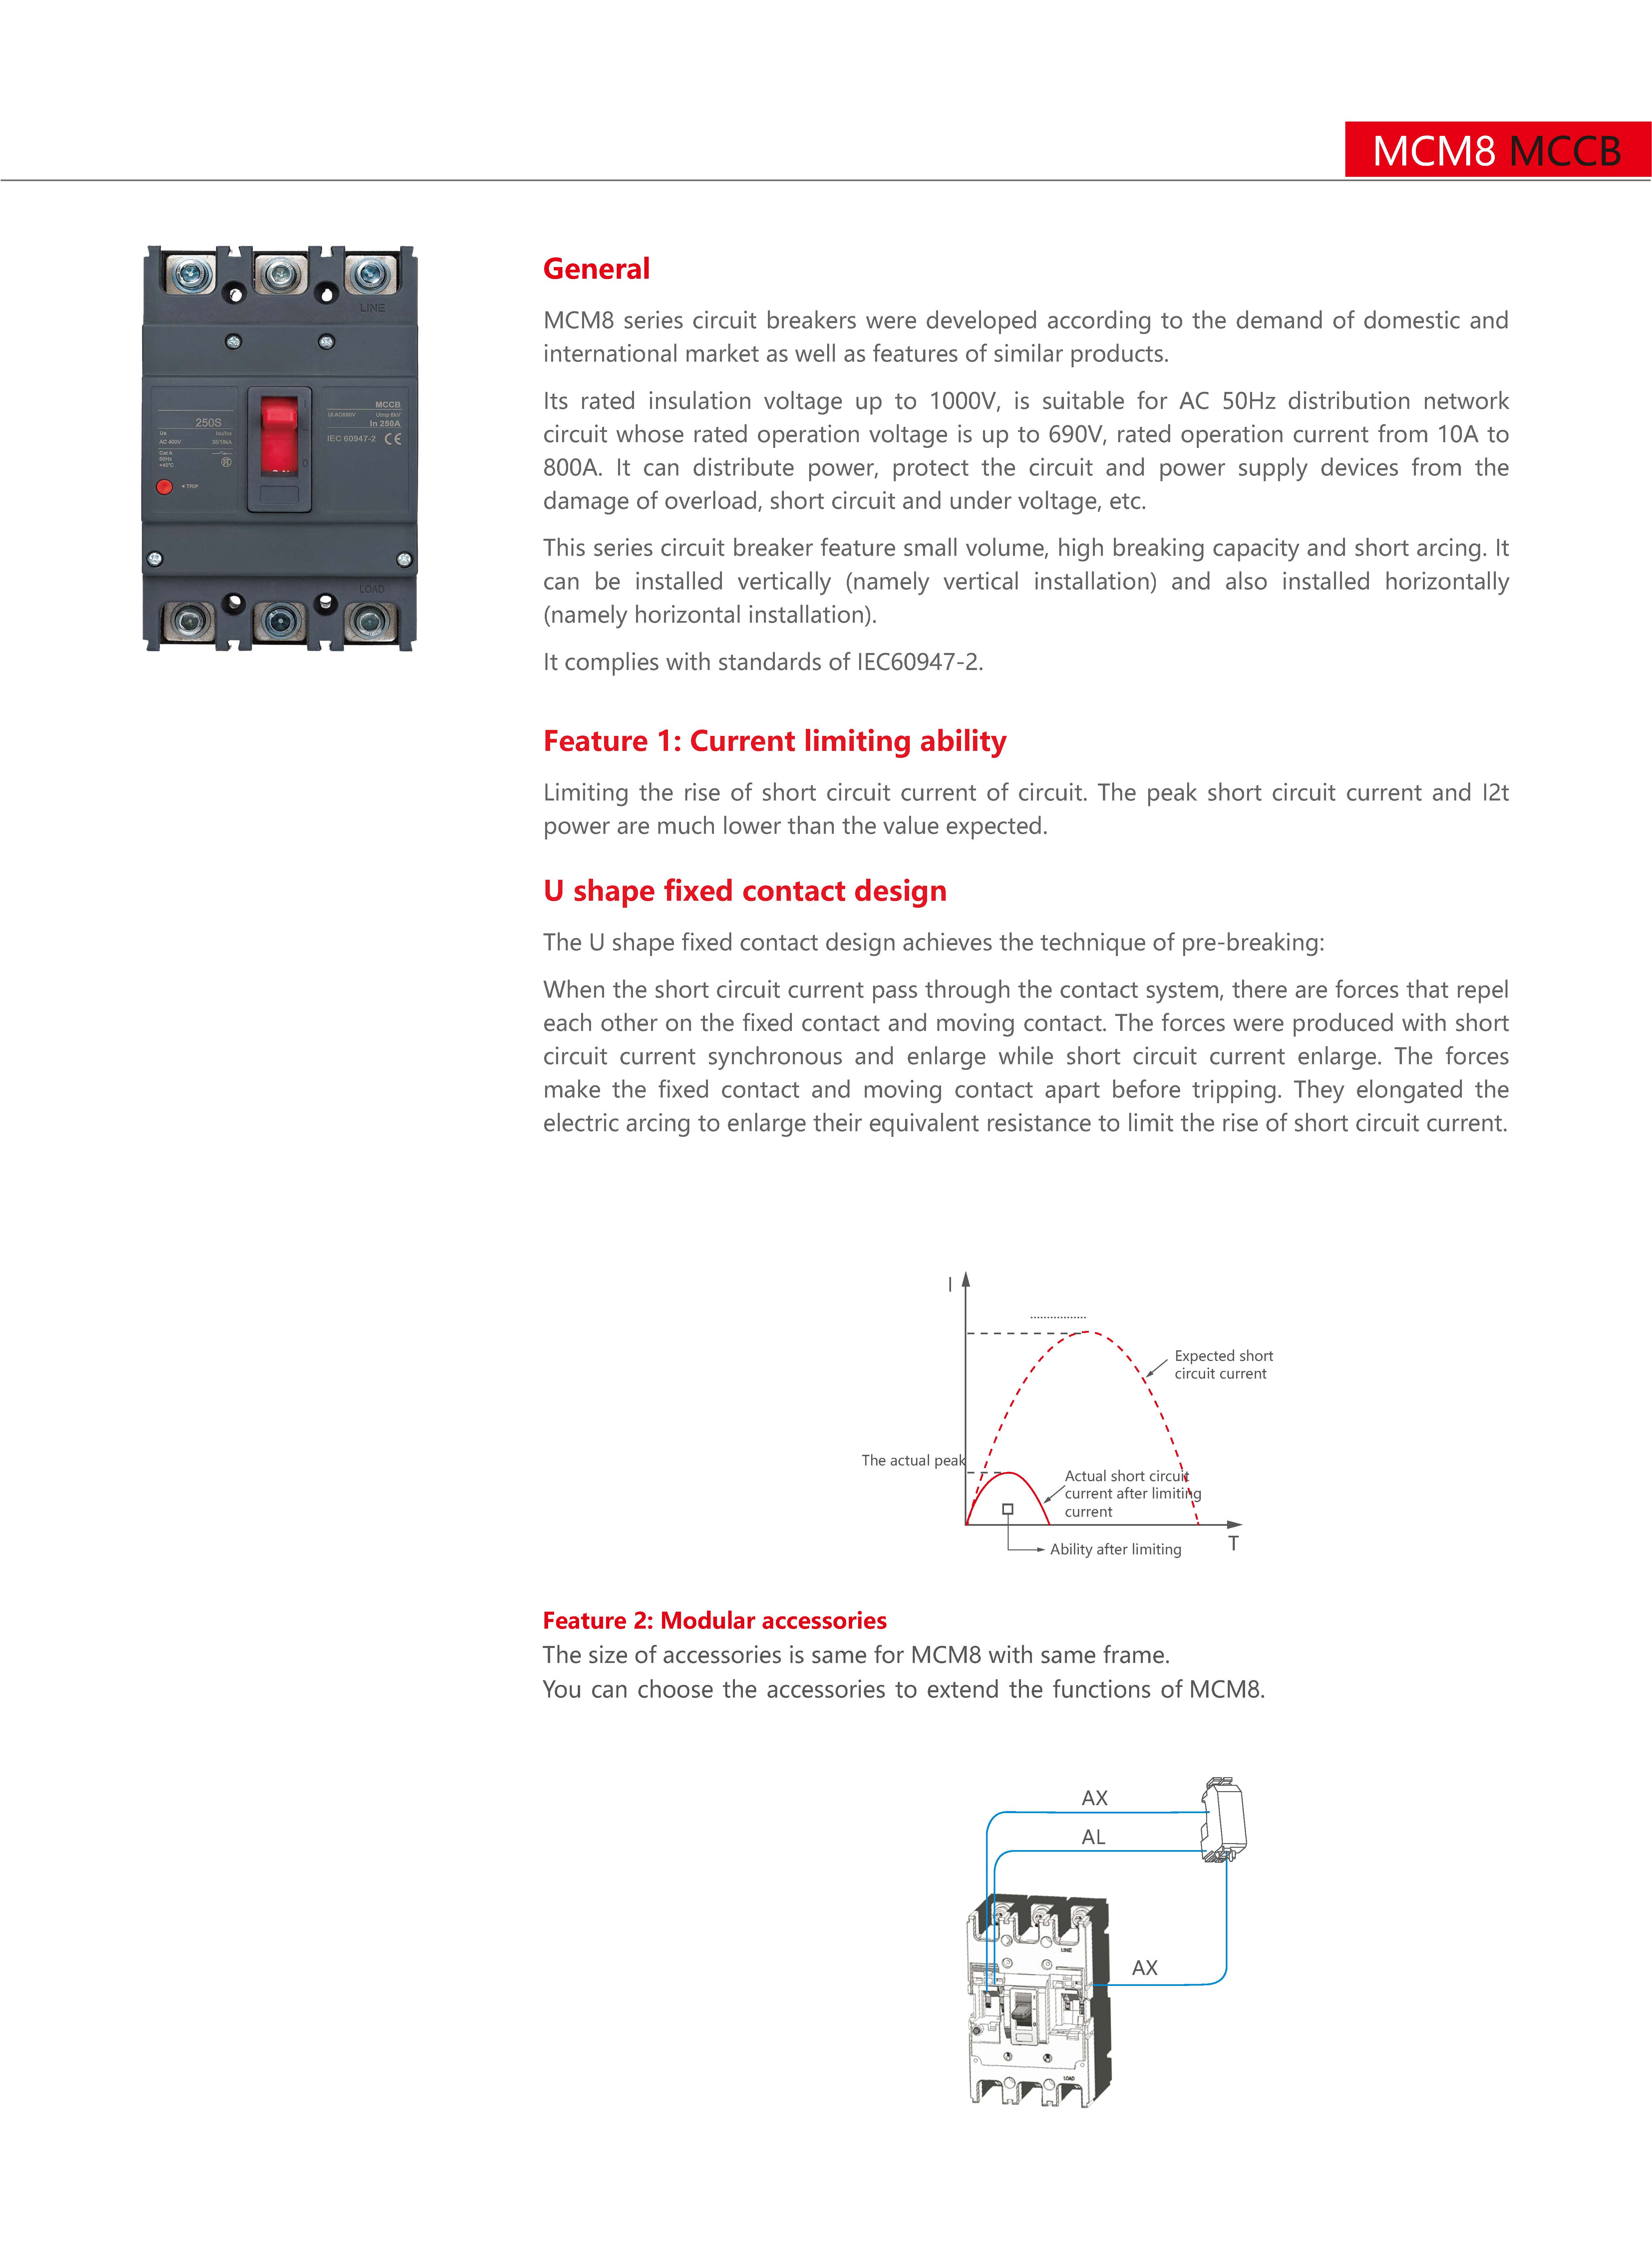 MCM8 MCCB
LINE
MCCB
Ui AC690V Uimp 8kV
In 250A
IEC 60947-2 CE
250S
Ue Icu/Ics
AC 400V
Cat A
50Hz
+40°C
TRIP
LOAD
General
MCM8 series circuit breakers were developed according to the demand of domestic and
international market as well as features of similar products.
Its rated insulation voltage up to 1000V, is suitable for AC 50Hz distribution network
circuit whose rated operation voltage is up to 690V, rated operation current from 10A to
800A. It can distribute power, protect the circuit and power supply devices from the
damage of overload, short circuit and under voltage, etc.
This series circuit breaker feature small volume, high breaking capacity and short arcing. It
can be installed vertically (namely vertical installation) and also installed horizontally
(namely horizontal installation).
It complies with standards of IEC60947-2.
Feature 1: Current limiting ability
Limiting the rise of short circuit current of circuit. The peak short circuit current and I2t
power are much lower than the value expected.
U shape fixed contact design
The U shape fixed contact design achieves the technique of pre-breaking:
When the short circuit current pass through the contact system, there are forces that repel
each other on the fixed contact and moving contact. The forces were produced with short
circuit current synchronous and enlarge while short circuit current enlarge. The forces
make the fixed contact and moving contact apart before tripping. They elongated the
electric arcing to enlarge their equivalent resistance to limit the rise of short circuit current.
I
Expected short
circuit current
The actual peak
Actual short circuit
current after limiting
current
Ability after limiting
T
Feature 2: Modular accessories
The size of accessories is same for MCM8 with same frame.
You can choose the accessories to extend the functions of MCM8.
AX
AL
LINE
AX
LOAD